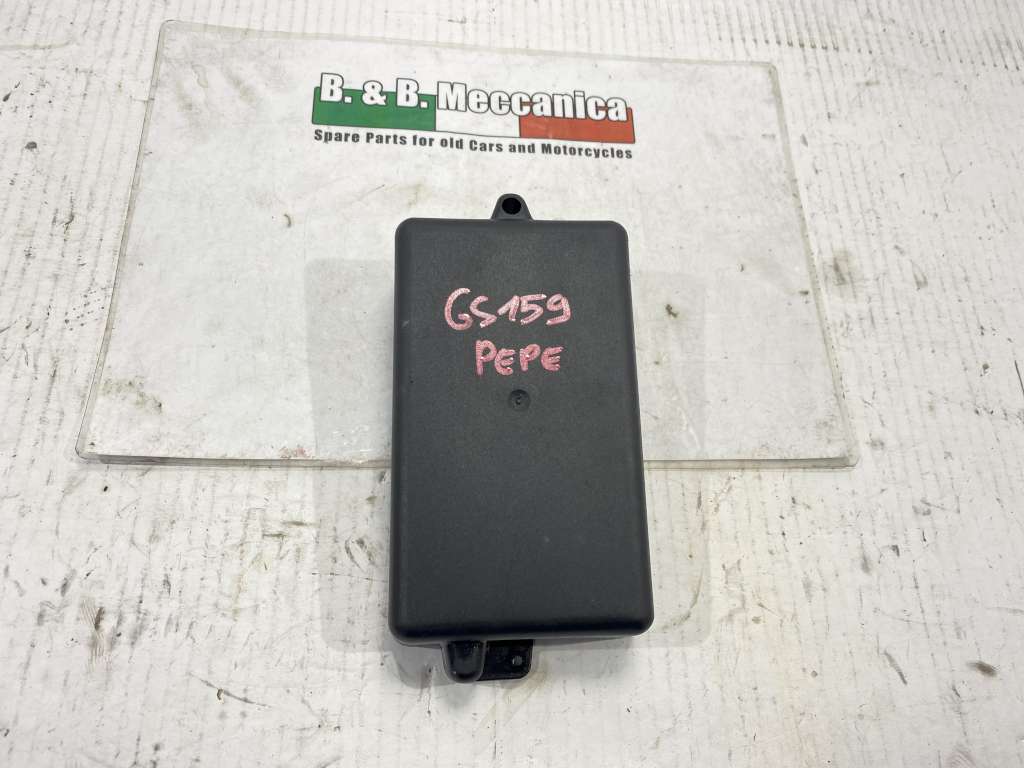 B. & B. Meccanica
Spare Parts for old Cars and Motorcycles
GS159
PEPE